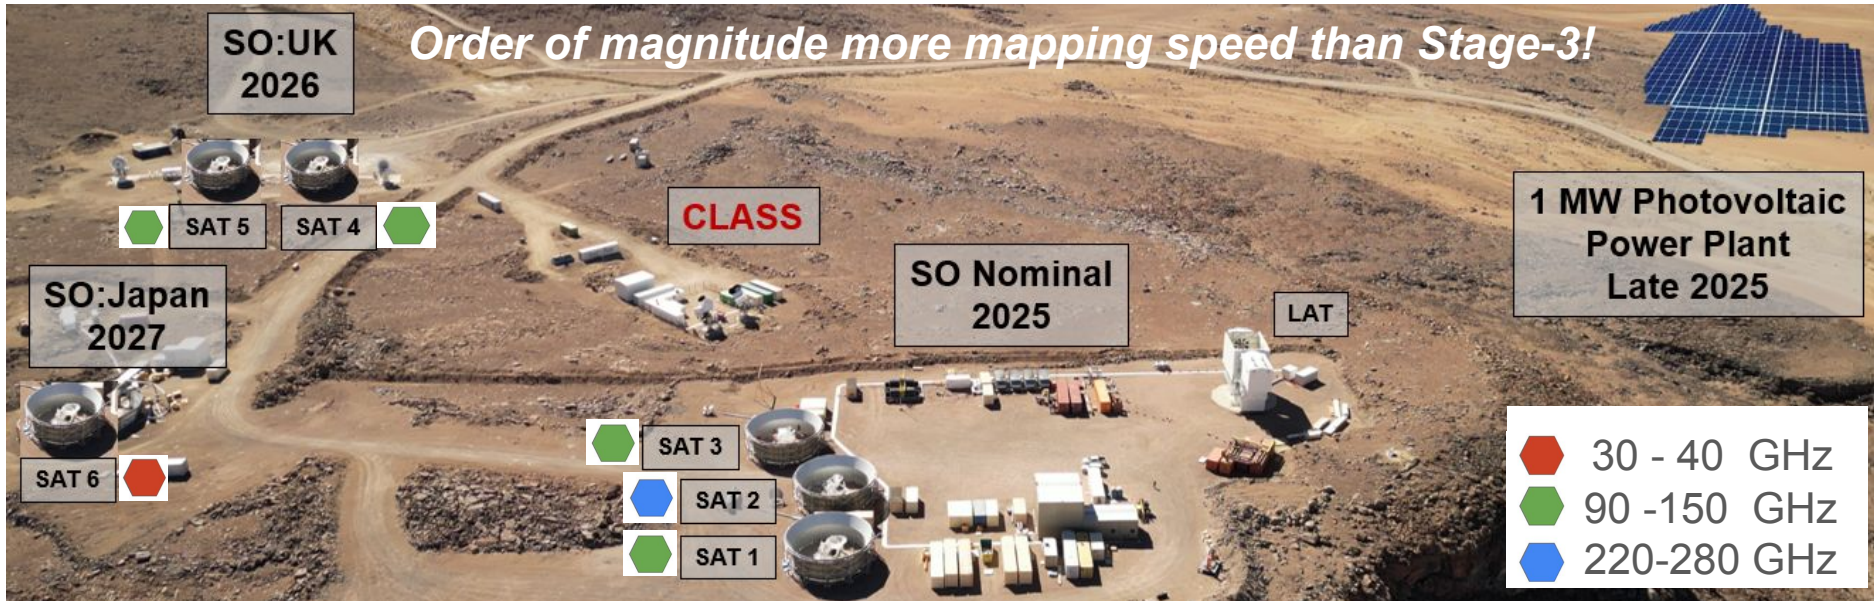 Order of magnitude more mapping speed than Stage-3!
SO:UK
2026
SAT 5
SAT 4
CLASS
SO:Japan
2027
SAT 6
SO Nominal
2025
LAT
SAT 3
SAT 2
SAT 1
1 MW Photovoltaic
Power Plant
Late 2025
30 - 40 GHz
90 -150 GHz
220-280 GHz